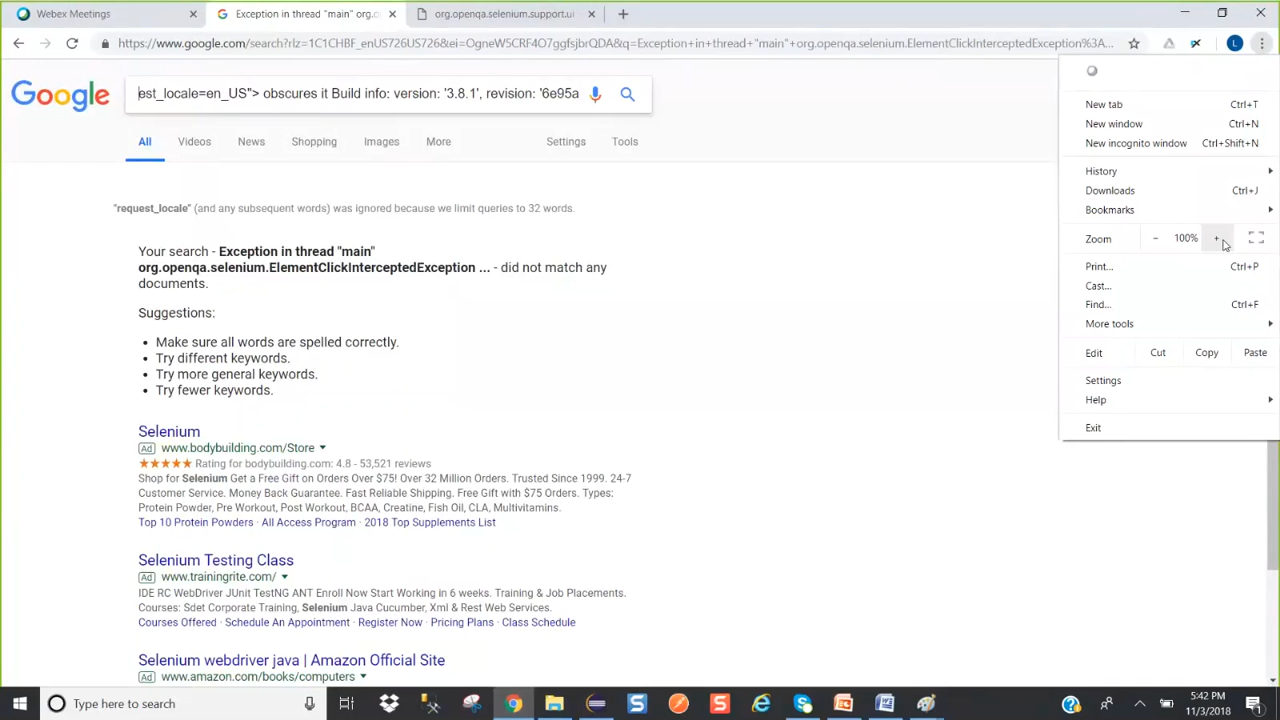 Webex Meetings
Exception in thread "main" org.o
org.openqa.selenium.support.ui
https://www.google.com/search?rlz=1C1CHBF_enUS726US726&ei=OgneW5CRF4O7ggfsjbrQDA&q=Exception+in+thread+"main"+org.openqa.selenium.ElementClickInterceptedException%3A...
L
Google
est_locale=en_US"> obscures it Build info: version: '3.8.1', revision: '6e95a
All Videos News Shopping Images More Settings Tools
"request_locale" (and any subsequent words) was ignored because we limit queries to 32 words.
Your search - Exception in thread "main"
org.openqa.selenium.ElementClickInterceptedException ... - did not match any
documents.
Suggestions:
• Make sure all words are spelled correctly.
• Try different keywords.
• Try more general keywords.
• Try fewer keywords.
Selenium
Ad www.bodybuilding.com/Store
Rating for bodybuilding.com: 4.8 - 53,521 reviews
Shop for Selenium Get a Free Gift on Orders Over $75! Over 32 Million Orders. Trusted Since 1999. 24-7
Customer Service. Money Back Guarantee. Fast Reliable Shipping. Free Gift with $75 Orders. Types:
Protein Powder, Pre Workout, Post Workout, BCAA, Creatine, Fish Oil, CLA, Multivitamins.
Top 10 Protein Powders · All Access Program · 2018 Top Supplements List
Selenium Testing Class
Ad www.trainingrite.com/
IDE RC WebDriver JUnit TestNG ANT Enroll Now Start Working in 6 weeks. Training & Job Placements.
Courses: Sdet Corporate Training, Selenium Java Cucumber, Xml & Rest Web Services.
Courses Offered · Schedule An Appointment · Register Now · Pricing Plans · Class Schedule
Selenium webdriver java | Amazon Official Site
Ad www.amazon.com/books/computers
New tab Ctrl+T
New window Ctrl+N
New incognito window Ctrl+Shift+N
History
Downloads Ctrl+J
Bookmarks
Zoom - 100% +
Print... Ctrl+P
Cast...
Find... Ctrl+F
More tools
Edit Cut Copy Paste
Settings
Help
Exit
Type here to search
5:42 PM
11/3/2018
1